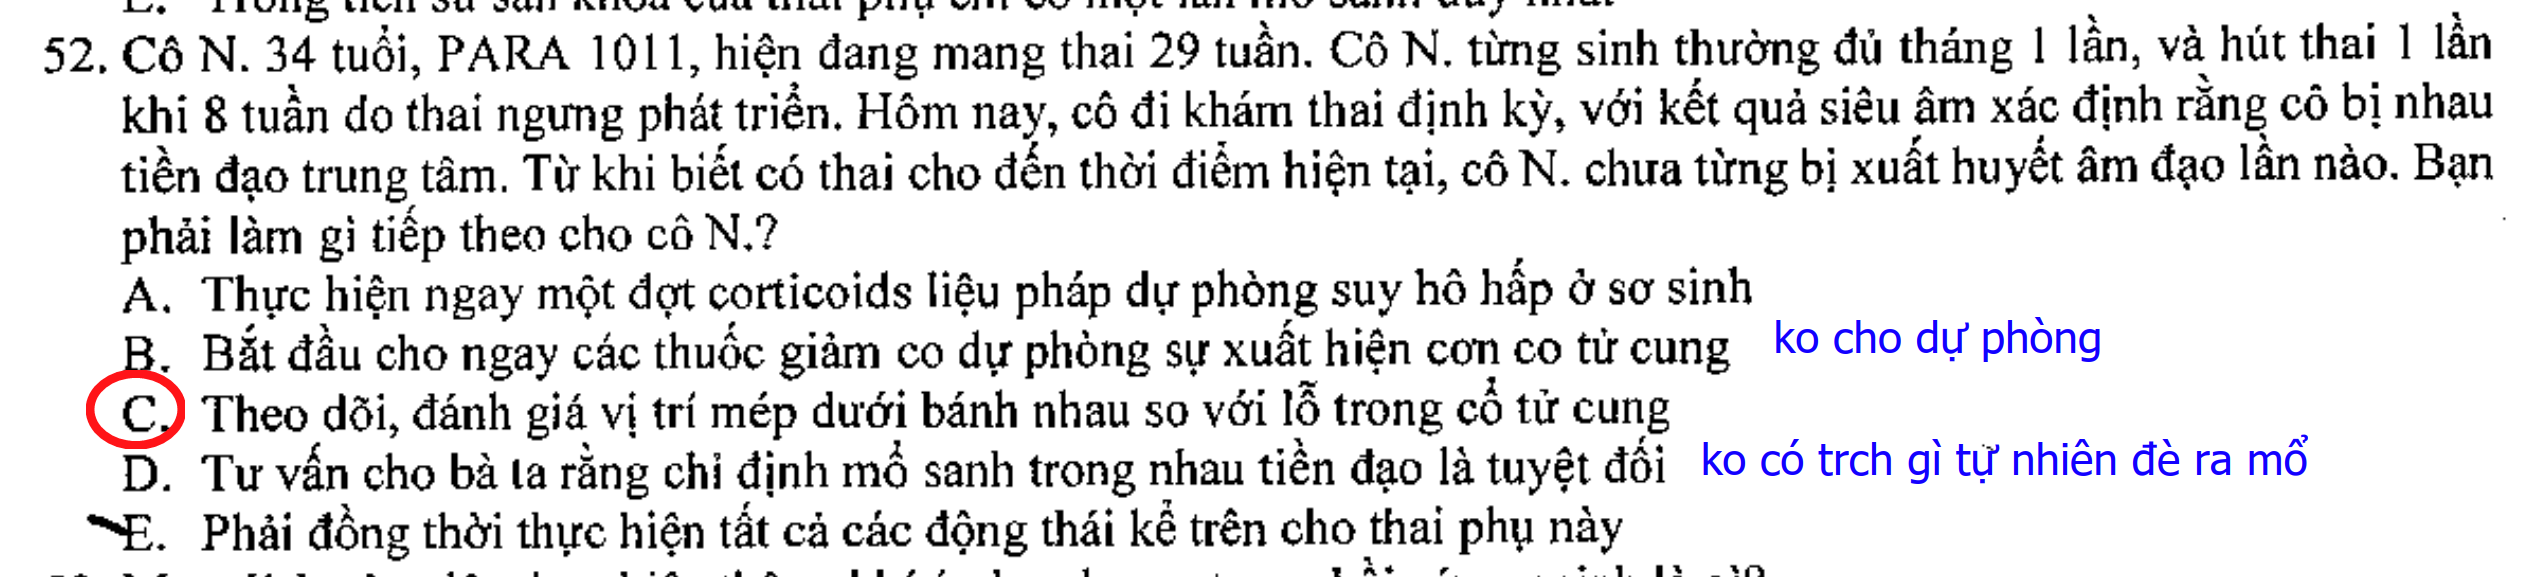 52. Cô N. 34 tuổi, PARA 1011, hiện đang mang thai 29 tuần. Cô N. từng sinh thường đủ tháng 1 lần, và hút thai 1 lần
khi 8 tuần do thai ngưng phát triển. Hôm nay, cô đi khám thai định kỳ, với kết quả siêu âm xác định rằng cô bị nhau
tiền đạo trung tâm. Từ khi biết có thai cho đến thời điểm hiện tại, cô N. chưa từng bị xuất huyết âm đạo lần nào. Bạn
phải làm gì tiếp theo cho cô N.?
A. Thực hiện ngay một đợt corticoids liệu pháp dự phòng suy hô hấp ở sơ sinh
B. Bắt đầu cho ngay các thuốc giảm co dự phòng sự xuất hiện cơn co tử cung
ko cho dự phòng
C. Theo dõi, đánh giá vị trí mép dưới bánh nhau so với lỗ trong cổ tử cung
D. Tư vấn cho bà ta rằng chỉ định mổ sanh trong nhau tiền đạo là tuyệt đối
ko có trch gì tự nhiên đè ra mổ
E. Phải đồng thời thực hiện tất cả các động thái kể trên cho thai phụ này